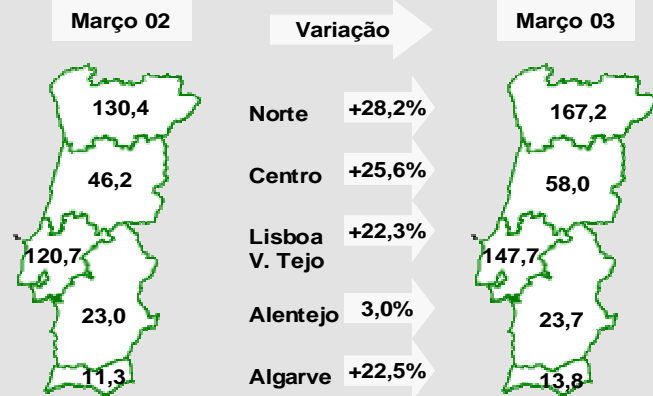 Março 02
Variação
Março 03
130,4
Norte
+28,2%
167,2
46,2
Centro
+25,6%
58,0
120,7
Lisboa
V. Tejo
+22,3%
147,7
23,0
Alentejo
3,0%
23,7
11,3
Algarve
+22,5%
13,8